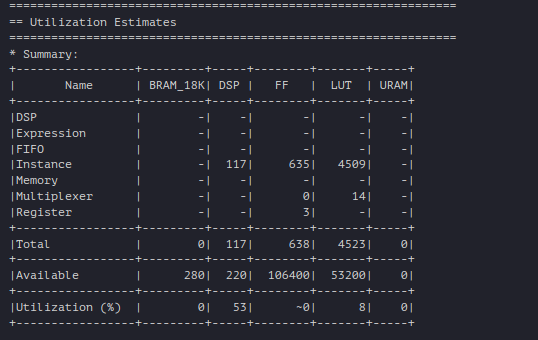 ================================================================
== Utilization Estimates
================================================================
* Summary:
+-----------------+---------+-----+--------+-------+-----+
|       Name      | BRAM_18K| DSP |   FF   |  LUT  | URAM|
+-----------------+---------+-----+--------+-------+-----+
|DSP              |        -|    -|       -|      -|    -|
|Expression       |        -|    -|       -|      -|    -|
|FIFO             |        -|    -|       -|      -|    -|
|Instance         |        -|  117|     635|   4509|    -|
|Memory           |        -|    -|       -|      -|    -|
|Multiplexer      |        -|    -|       0|     14|    -|
|Register         |        -|    -|       3|      -|    -|
+-----------------+---------+-----+--------+-------+-----+
|Total            |        0|  117|     638|   4523|    0|
+-----------------+---------+-----+--------+-------+-----+
|Available        |      280|  220|  106400|  53200|    0|
+-----------------+---------+-----+--------+-------+-----+
|Utilization (%)  |        0|   53|      ~0|      8|    0|
+-----------------+---------+-----+--------+-------+-----+